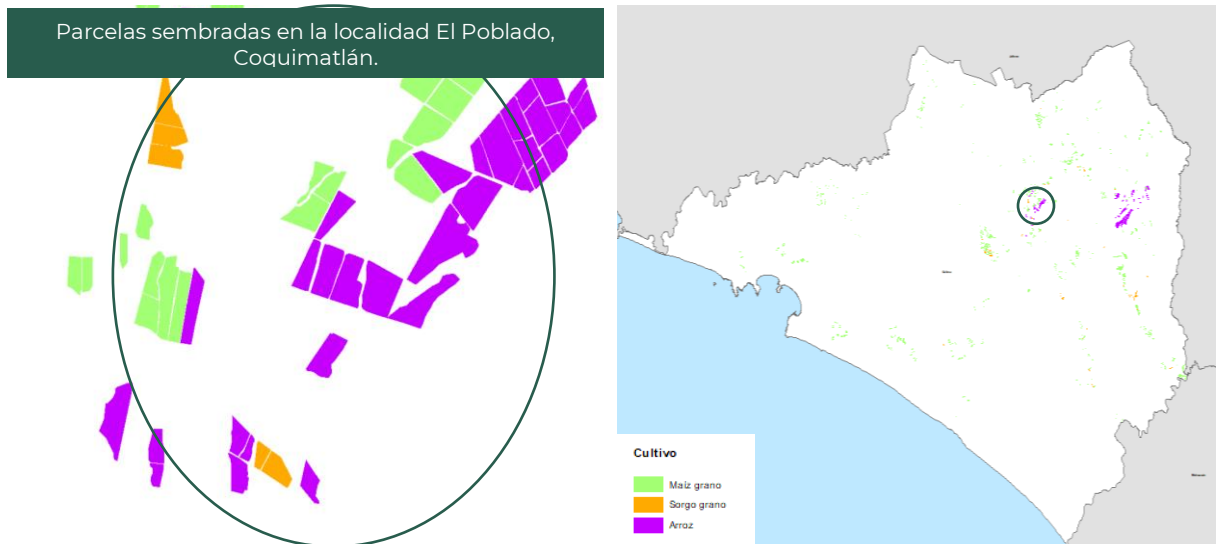 Parcelas sembradas en la localidad El Poblado,
Coquimatlán.
Cultivo
Maíz grano
Sorgo grano
Arroz